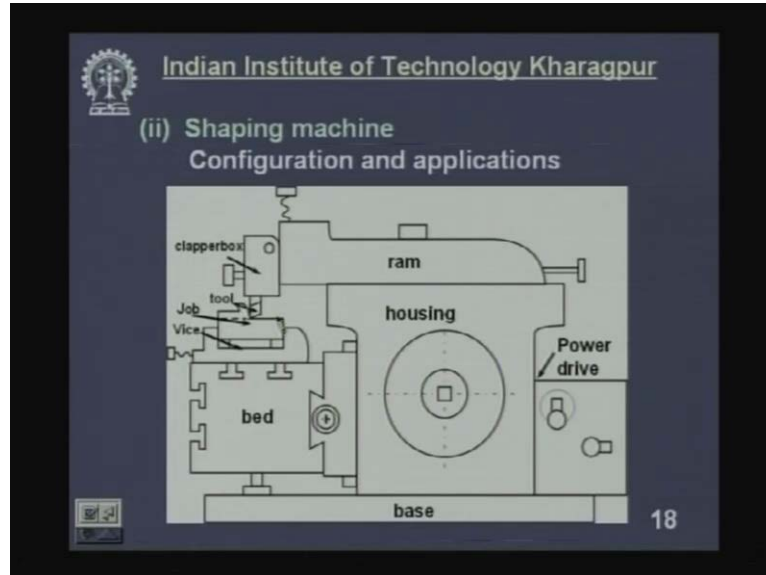 Indian Institute of Technology Kharagpur
(ii) Shaping machine
Configuration and applications
clapperbox
ram
tool
Job
housing
Vice
Power
drive
bed
base
18